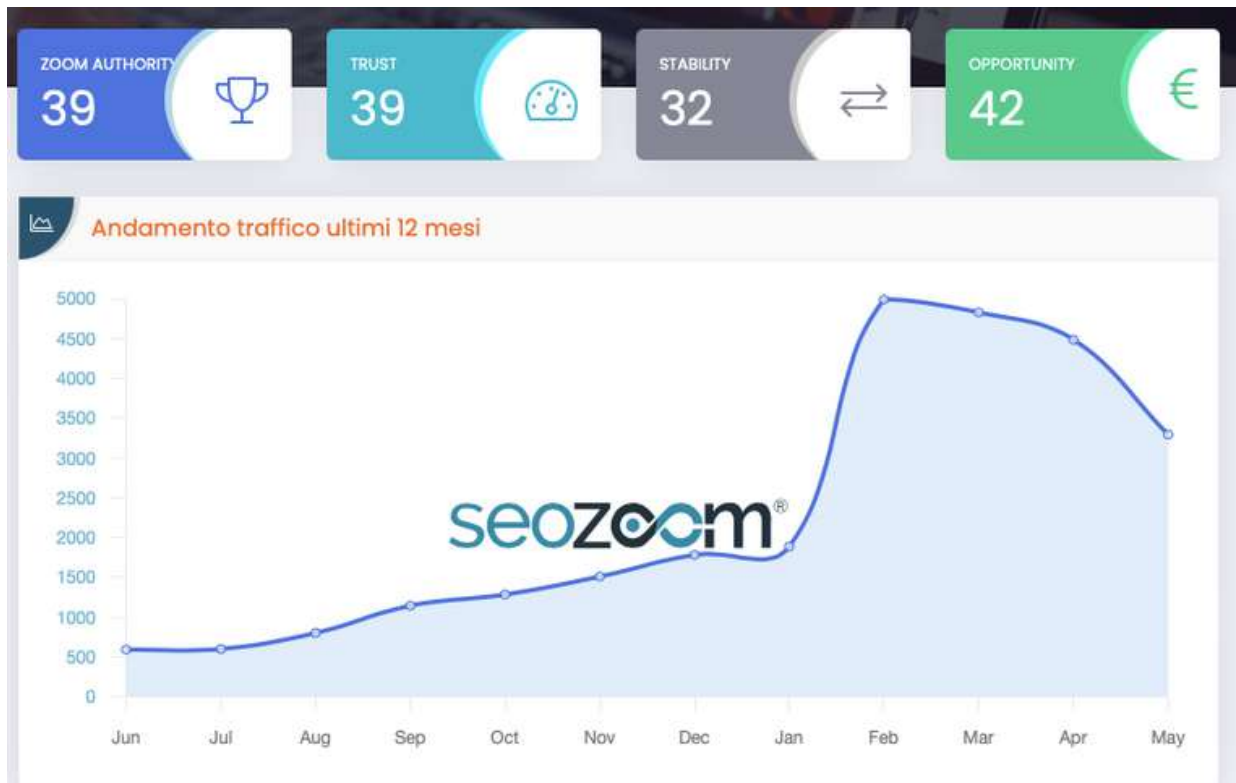 ZOOM AUTHORITY
39
TRUST
39
STABILITY
32
OPPORTUNITY
42
€
Andamento traffico ultimi 12 mesi
5000
4500
4000
3500
3000
2500
2000
1500
1000
500
0
seozoom®
Jun Jul Aug Sep Oct Nov Dec Jan Feb Mar Apr May